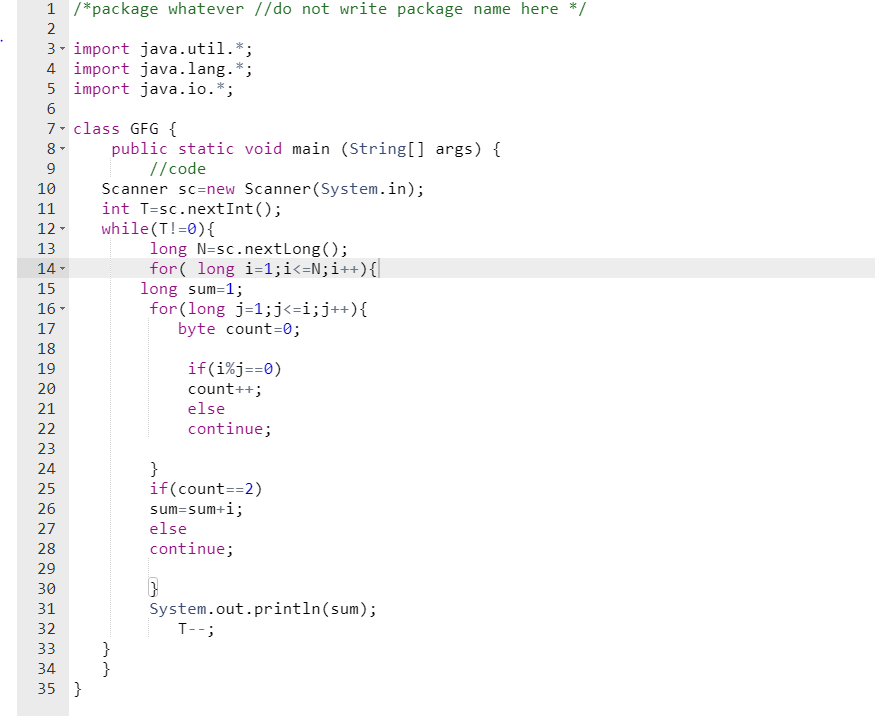 1 /*package whatever //do not write package name here */
2
3 import java.util.*;
4 import java.lang.*;
5 import java.io.*;
6
7 class GFG {
8 public static void main (String[] args) {
9 //code
10 Scanner sc=new Scanner(System.in);
11 int T=sc.nextInt();
12 while(T!=0){
13 long N=sc.nextLong();
14 for( long i=1;i<=N;i++){
15 long sum=1;
16 for(long j=1;j<=i;j++){
17 byte count=0;
18
19 if(i%j==0)
20 count++;
21 else
22 continue;
23
24 }
25 if(count==2)
26 sum=sum+i;
27 else
28 continue;
29
30 }
31 System.out.println(sum);
32 T--;
33 }
34 }
35 }